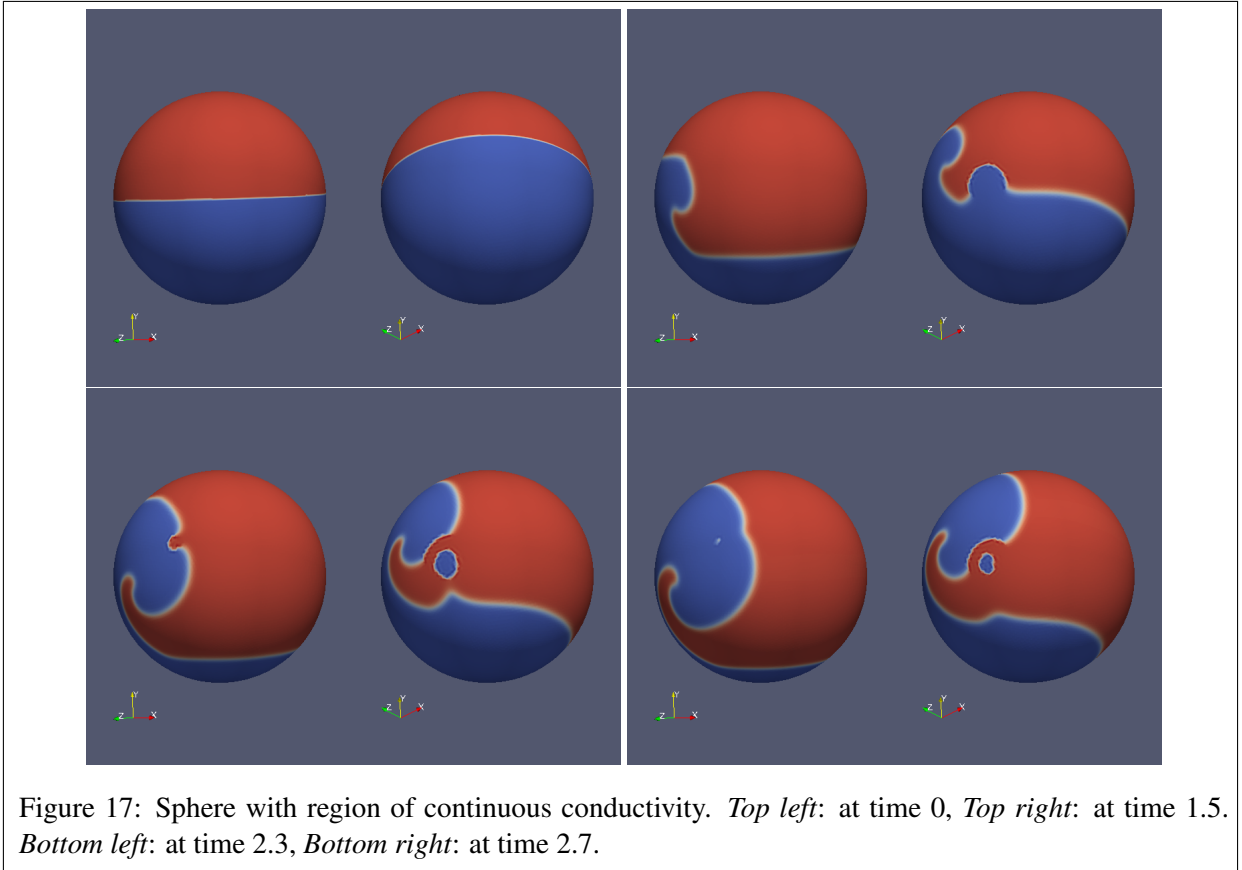 Y
Z X
Y
Z X
Y
Z X
Y
Z X
Y
Z X
Y
Z X
Y
Z X
Y
Z X
Figure 17: Sphere with region of continuous conductivity. Top left: at time 0, Top right: at time 1.5.
Bottom left: at time 2.3, Bottom right: at time 2.7.